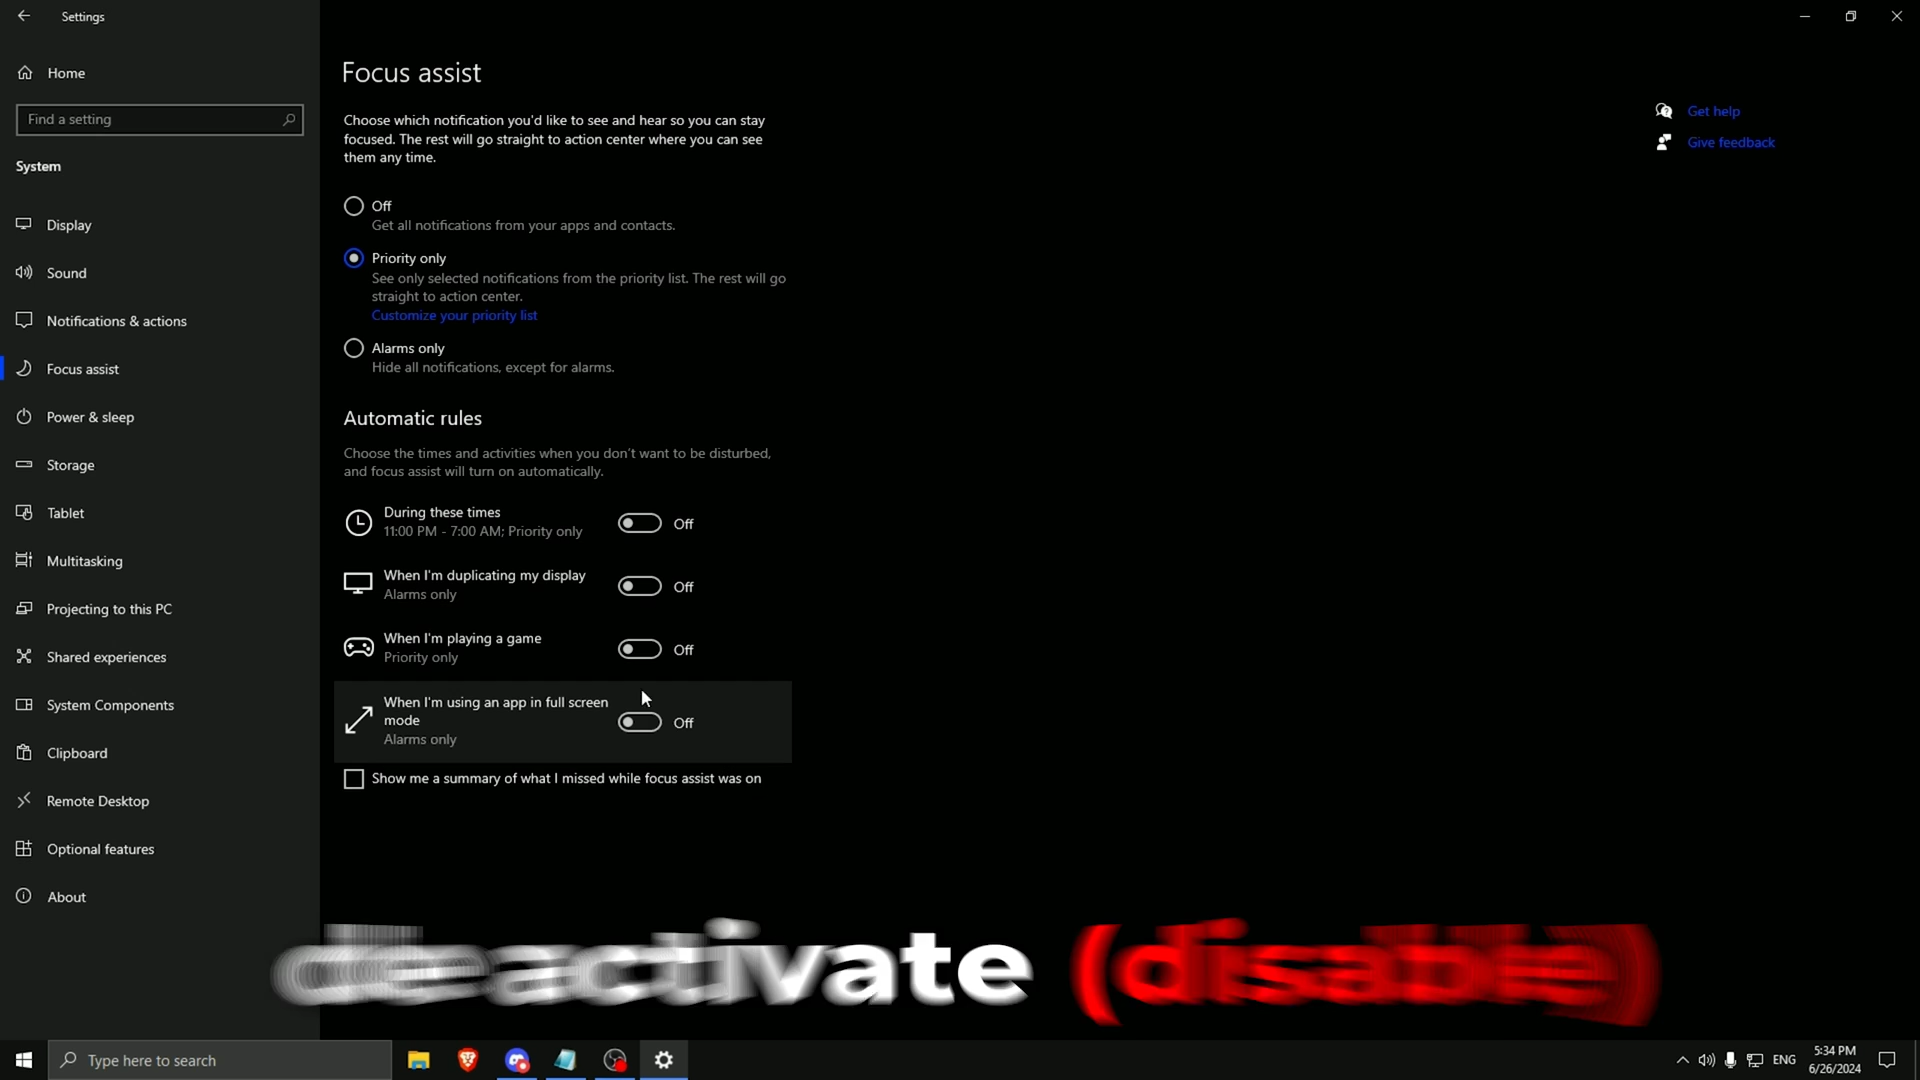 Settings
Home
Find a setting
System
Display
Sound
Notifications & actions
Focus assist
Power & sleep
Storage
Tablet
Multitasking
Projecting to this PC
Shared experiences
System Components
Clipboard
Remote Desktop
Optional features
About
Focus assist
Choose which notification you'd like to see and hear so you can stay
focused. The rest will go straight to action center where you can see
them any time.
Off
Get all notifications from your apps and contacts.
Priority only
See only selected notifications from the priority list. The rest will go
straight to action center.
Customize your priority list
Alarms only
Hide all notifications, except for alarms.
Automatic rules
Choose the times and activities when you don't want to be disturbed,
and focus assist will turn on automatically.
During these times
11:00 PM - 7:00 AM; Priority only
Off
When I'm duplicating my display
Alarms only
Off
When I'm playing a game
Priority only
Off
When I'm using an app in full screen
mode
Alarms only
Off
Show me a summary of what I missed while focus assist was on
Get help
Give feedback
deactivate (disable)
Type here to search
ENG
5:34 PM
6/26/2024